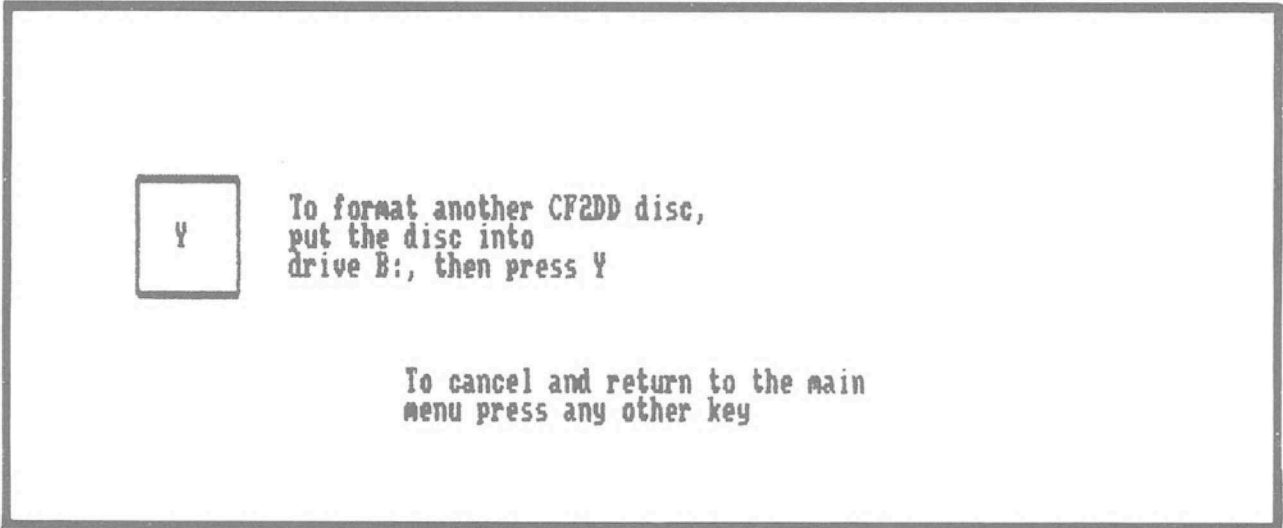 Y
To format another CF2DD disc,
put the disc into
drive B:, then press Y
To cancel and return to the main
menu press any other key